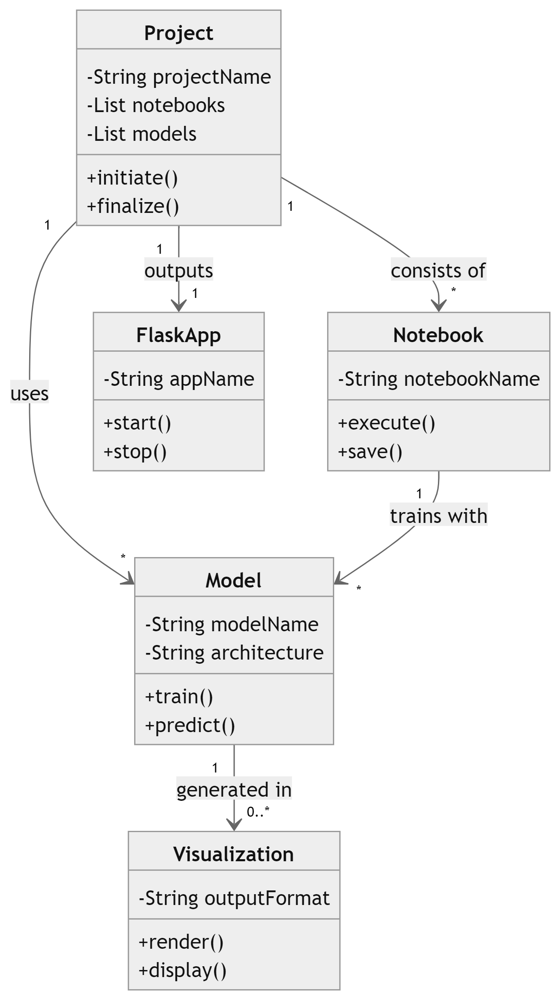 Project
-String projectName
-List notebooks
-List models
+initiate()
+finalize()
1
1
1
outputs
consists of
1
*
FlaskApp
-String appName
+start()
+stop()
Notebook
-String notebookName
+execute()
+save()
uses
1
trains with
*
*
Model
-String modelName
-String architecture
+train()
+predict()
1
generated in
0..*
Visualization
-String outputFormat
+render()
+display()